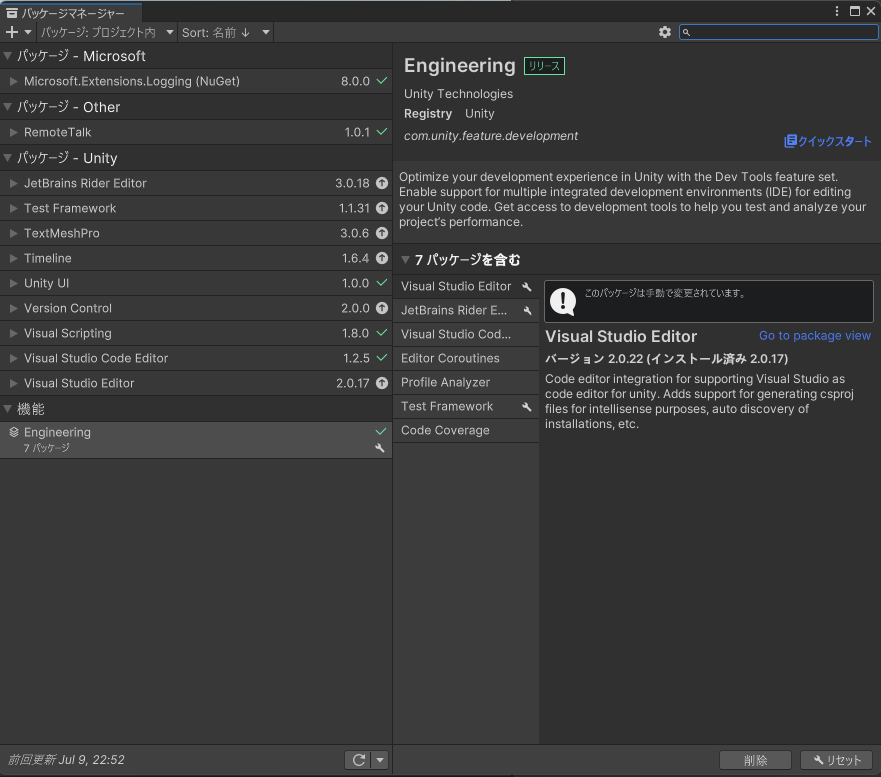 パッケージマネージャー
パッケージ: プロジェクト内
Sort: 名前 ↓
パッケージ - Microsoft
Microsoft.Extensions.Logging (NuGet) 8.0.0
パッケージ - Other
RemoteTalk 1.0.1
パッケージ - Unity
JetBrains Rider Editor 3.0.18
Test Framework 1.1.31
TextMeshPro 3.0.6
Timeline 1.6.4
Unity UI 1.0.0
Version Control 2.0.0
Visual Scripting 1.8.0
Visual Studio Code Editor 1.2.5
Visual Studio Editor 2.0.17
機能
Engineering
7 パッケージ
前回更新 Jul 9, 22:52
Engineering リリース
Unity Technologies
Registry Unity
com.unity.feature.development
クイックスタート
Optimize your development experience in Unity with the Dev Tools feature set.
Enable support for multiple integrated development environments (IDE) for editing
your Unity code. Get access to development tools to help you test and analyze your
project's performance.
7 パッケージを含む
Visual Studio Editor
JetBrains Rider E...
Visual Studio Cod...
Editor Coroutines
Profile Analyzer
Test Framework
Code Coverage
このパッケージは手動で変更されています。
Visual Studio Editor Go to package view
バージョン 2.0.22 (インストール済み 2.0.17)
Code editor integration for supporting Visual Studio as
code editor for unity. Adds support for generating csproj
files for intellisense purposes, auto discovery of
installations, etc.
削除 リセット